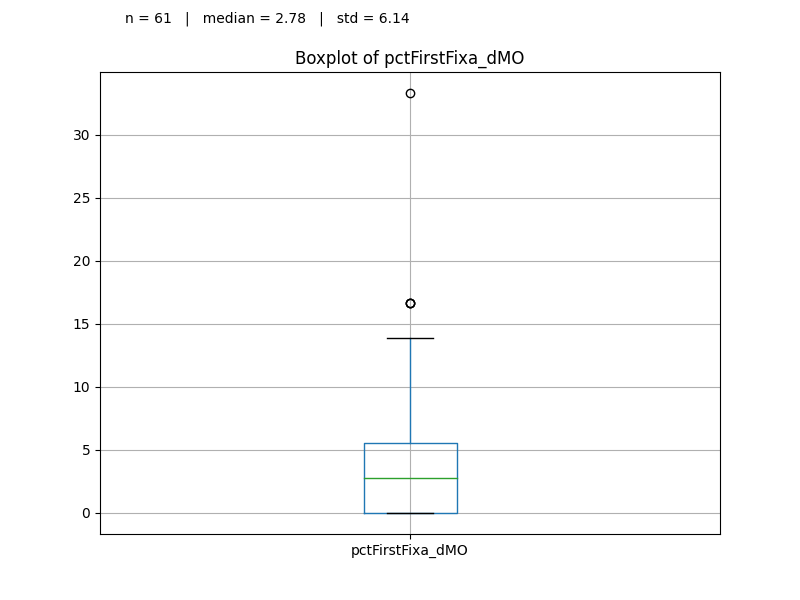 n = 61   |   median = 2.78   |   std = 6.14
Boxplot of pctFirstFixa_dMO
30
25
20
15
10
5
0
pctFirstFixa_dMO